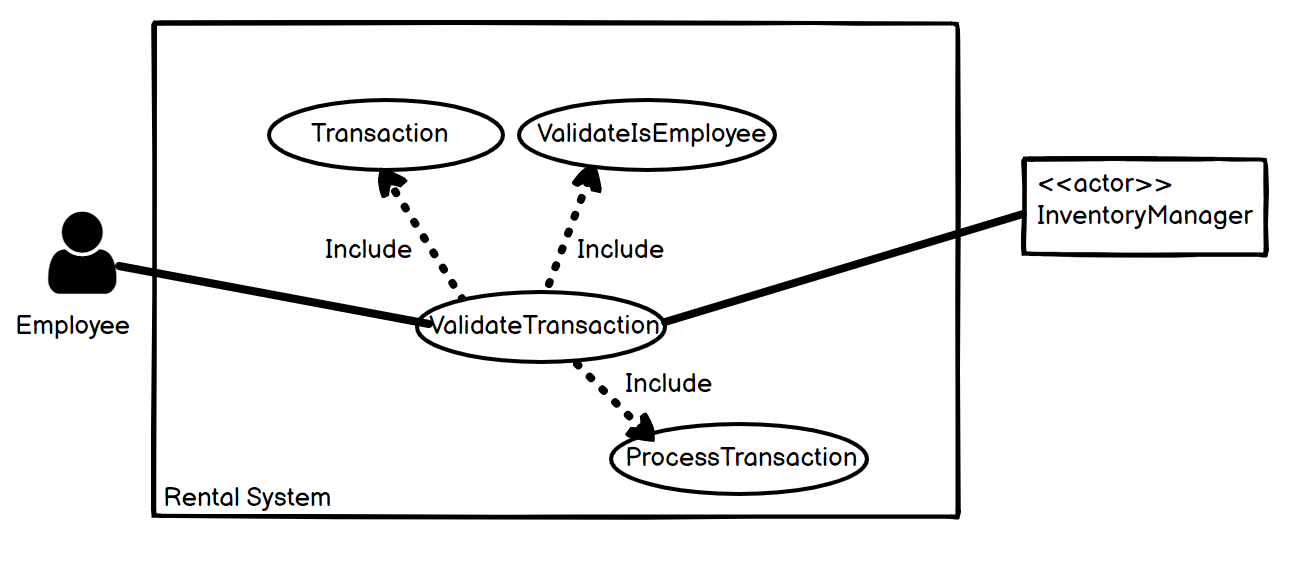 Transaction
ValidateIsEmployee
<<actor>>
InventoryManager
Include
Include
Employee
ValidateTransaction
Include
ProcessTransaction
Rental System